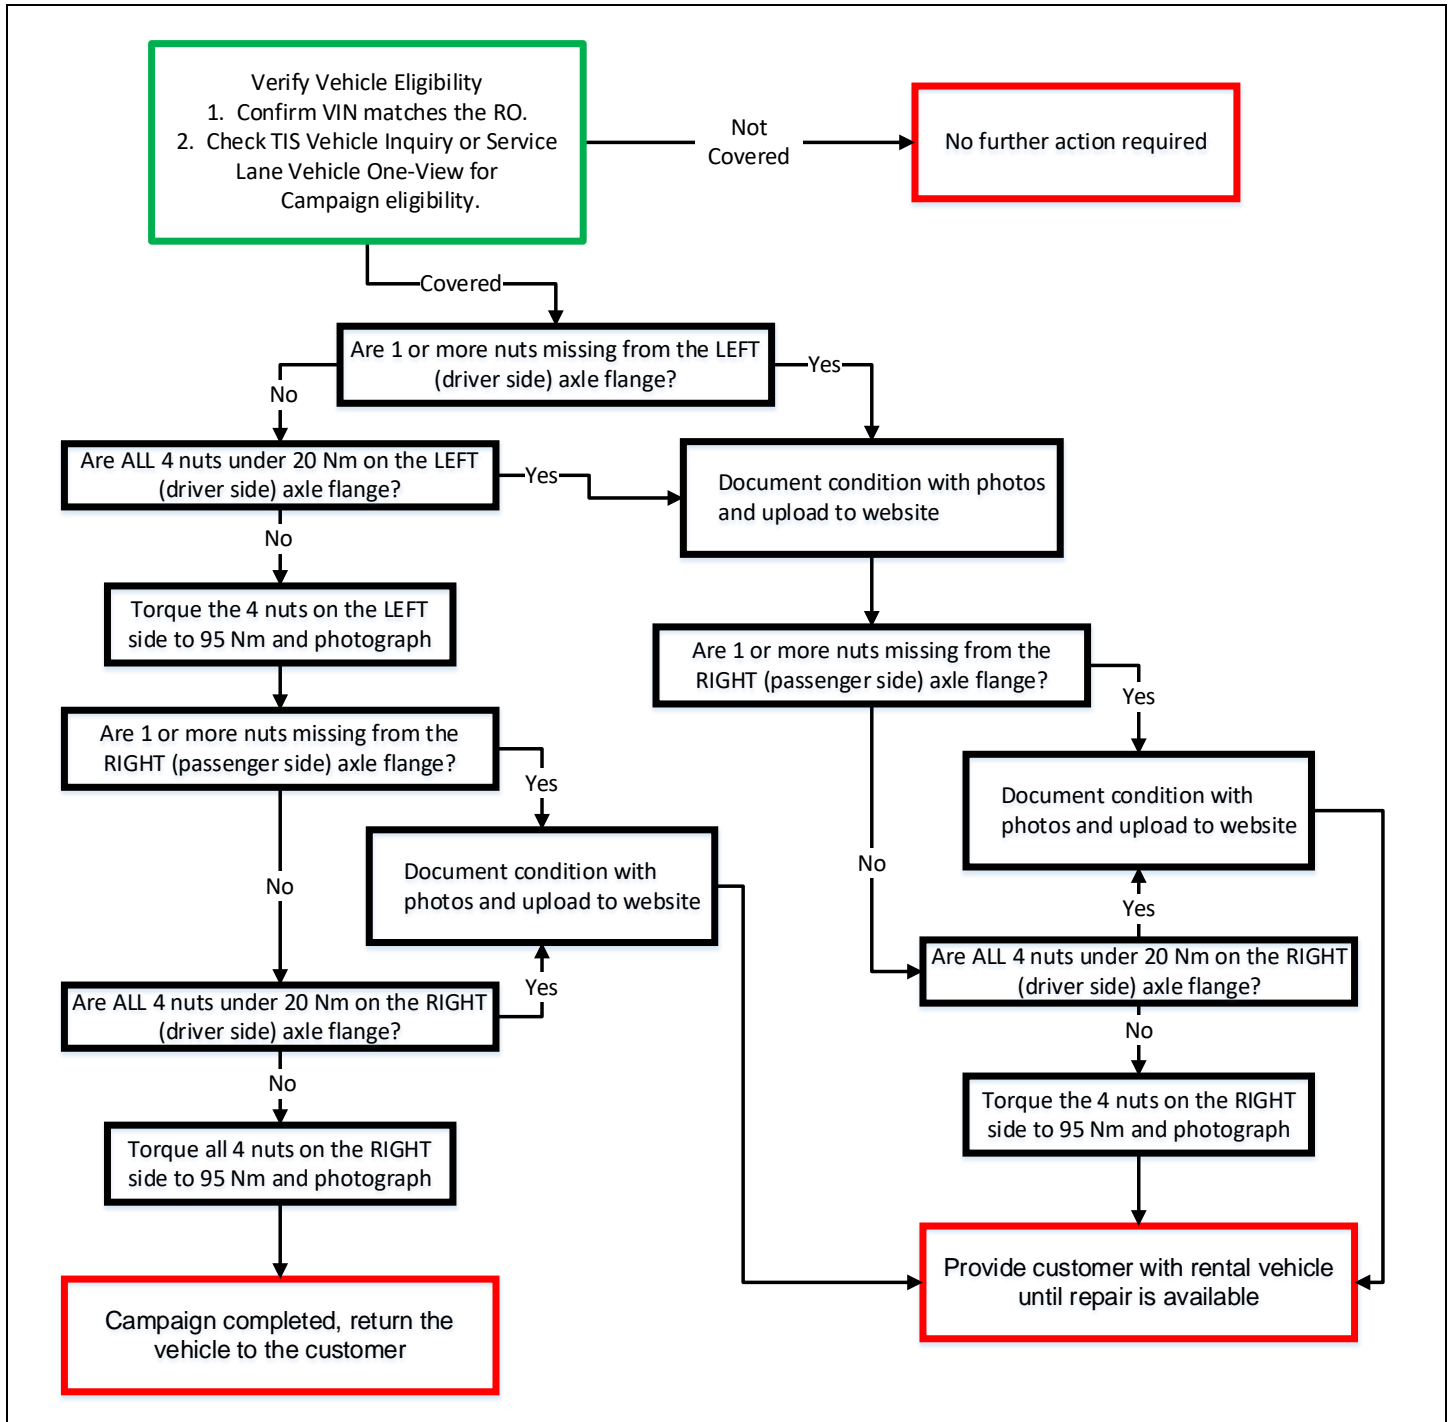 Verify Vehicle Eligibility
1. Confirm VIN matches the RO.
2. Check TIS Vehicle Inquiry or Service
Lane Vehicle One-View for
Campaign eligibility.
Not
Covered
No further action required
Covered
Are 1 or more nuts missing from the LEFT
(driver side) axle flange?
Yes
No
Are ALL 4 nuts under 20 Nm on the LEFT
(driver side) axle flange?
Yes
Document condition with photos
and upload to website
No
Torque the 4 nuts on the LEFT
side to 95 Nm and photograph
Are 1 or more nuts missing from the
RIGHT (passenger side) axle flange?
Yes
Are 1 or more nuts missing from the
RIGHT (passenger side) axle flange?
Yes
Document condition with
photos and upload to website
No
Document condition with
photos and upload to website
No
Yes
Are ALL 4 nuts under 20 Nm on the RIGHT
(driver side) axle flange?
Are ALL 4 nuts under 20 Nm on the RIGHT
(driver side) axle flange?
Yes
No
No
Torque the 4 nuts on the RIGHT
side to 95 Nm and photograph
Torque all 4 nuts on the RIGHT
side to 95 Nm and photograph
Provide customer with rental vehicle
until repair is available
Campaign completed, return the
vehicle to the customer